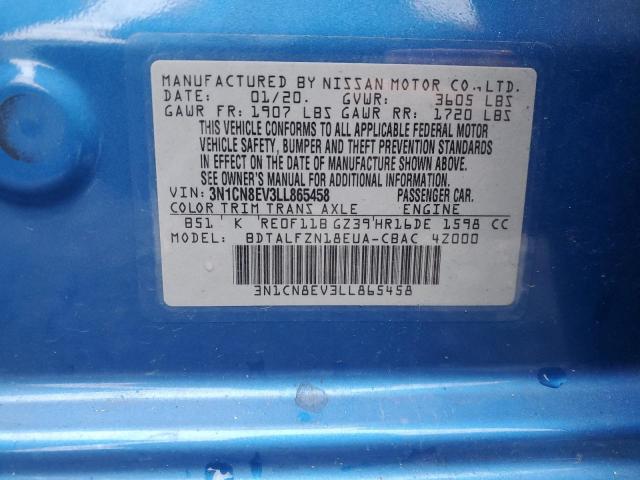 MANUFACTURED BY NISSAN MOTOR CO.,LTD.
DATE: 01/20. GVWR: 3605 LBS
GAWR FR: 1907 LBS GAWR RR: 1720 LBS
THIS VEHICLE CONFORMS TO ALL APPLICABLE FEDERAL MOTOR
VEHICLE SAFETY, BUMPER AND THEFT PREVENTION STANDARDS
IN EFFECT ON THE DATE OF MANUFACTURE SHOWN ABOVE.
SEE OWNER'S MANUAL FOR ADDITIONAL INFORMATION.
VIN: 3N1CN8EV3LL865458 PASSENGER CAR.
COLOR TRIM TRANS AXLE ENGINE
B51 K RE0F11B GZ39 HR16DE 1598 CC
MODEL: BDTALFZN18EUA-CBAC 4Z000
3N1CN8EV3LL865458